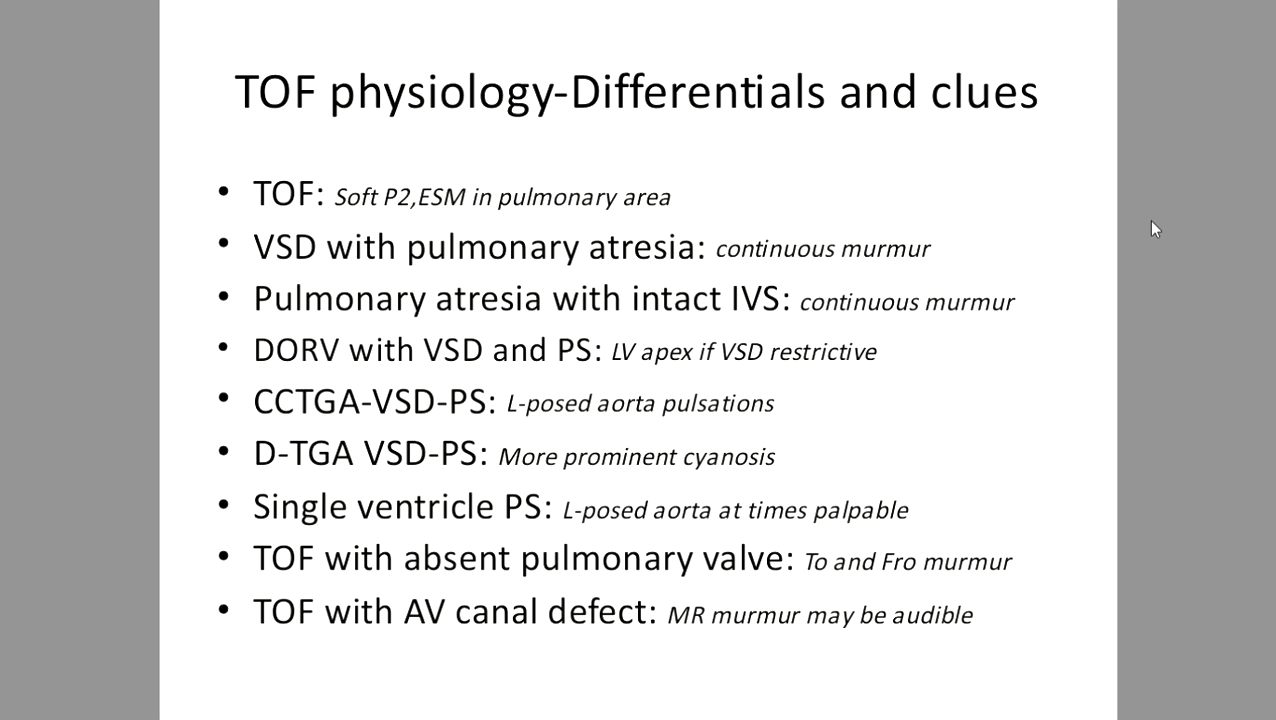 TOF physiology-Differentials and clues
• TOF: Soft P2,ESM in pulmonary area
• VSD with pulmonary atresia: continuous murmur
• Pulmonary atresia with intact IVS: continuous murmur
• DORV with VSD and PS: LV apex if VSD restrictive
• CCTGA-VSD-PS: L-posed aorta pulsations
• D-TGA VSD-PS: More prominent cyanosis
• Single ventricle PS: L-posed aorta at times palpable
• TOF with absent pulmonary valve: To and Fro murmur
• TOF with AV canal defect: MR murmur may be audible